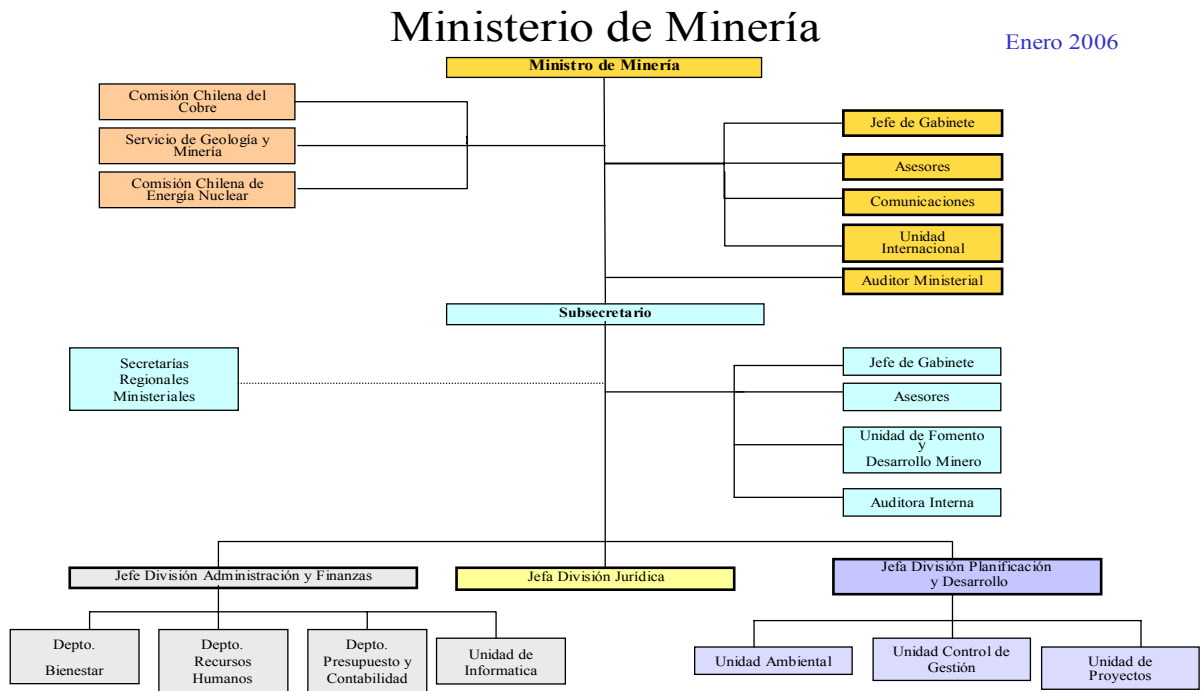 Ministerio de Minería
Enero 2006
Ministro de Minería
Comisión Chilena del
Cobre
Servicio de Geología y
Minería
Comisión Chilena de
Energía Nuclear
Jefe de Gabinete
Asesores
Comunicaciones
Unidad
Internacional
Auditor Ministerial
Subsecretario
Secretarías
Regionales
Ministeriales
Jefe de Gabinete
Asesores
Unidad de Fomento
y
Desarrollo Minero
Auditora Interna
Jefe División Administración y Finanzas
Jefa División Jurídica
Jefa División Planificación
y Desarrollo
Depto.
Bienestar
Depto.
Recursos
Humanos
Depto.
Presupuesto y
Contabilidad
Unidad de
Informatica
Unidad Ambiental
Unidad Control de
Gestión
Unidad de
Proyectos